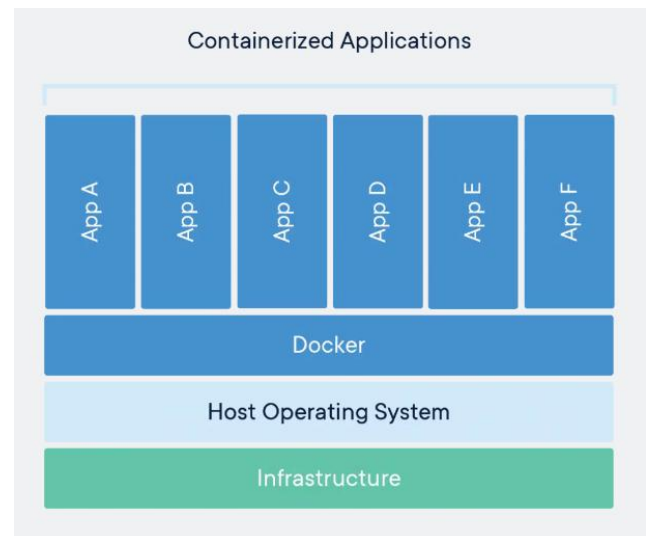 Containerized Applications
App A
App B
App C
App D
App E
App F
Docker
Host Operating System
Infrastructure